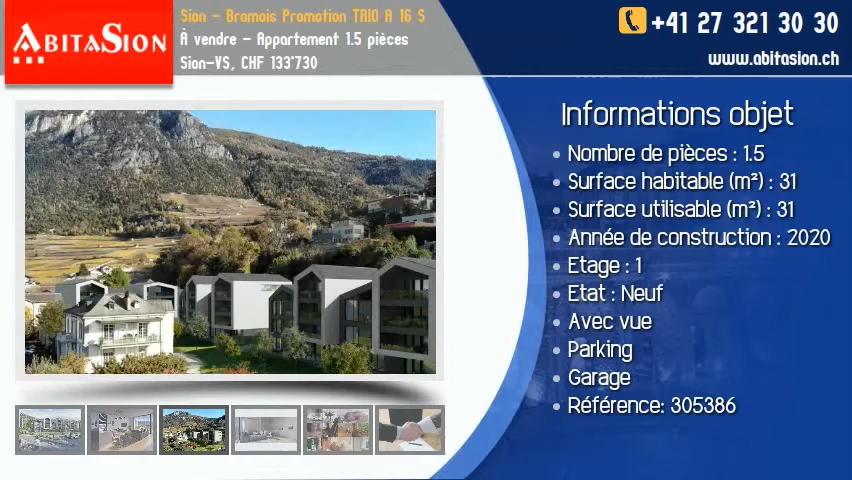 ABITASION
Sion - Bramois Promotion TRIO A 16 S
À vendre - Appartement 1.5 pièces
Sion-VS, CHF 133'730
+41 27 321 30 30
www.abitasion.ch
Informations objet
Nombre de pièces : 1.5
Surface habitable (m²) : 31
Surface utilisable (m²) : 31
Année de construction : 2020
Etage : 1
Etat : Neuf
Avec vue
Parking
Garage
Référence: 305386